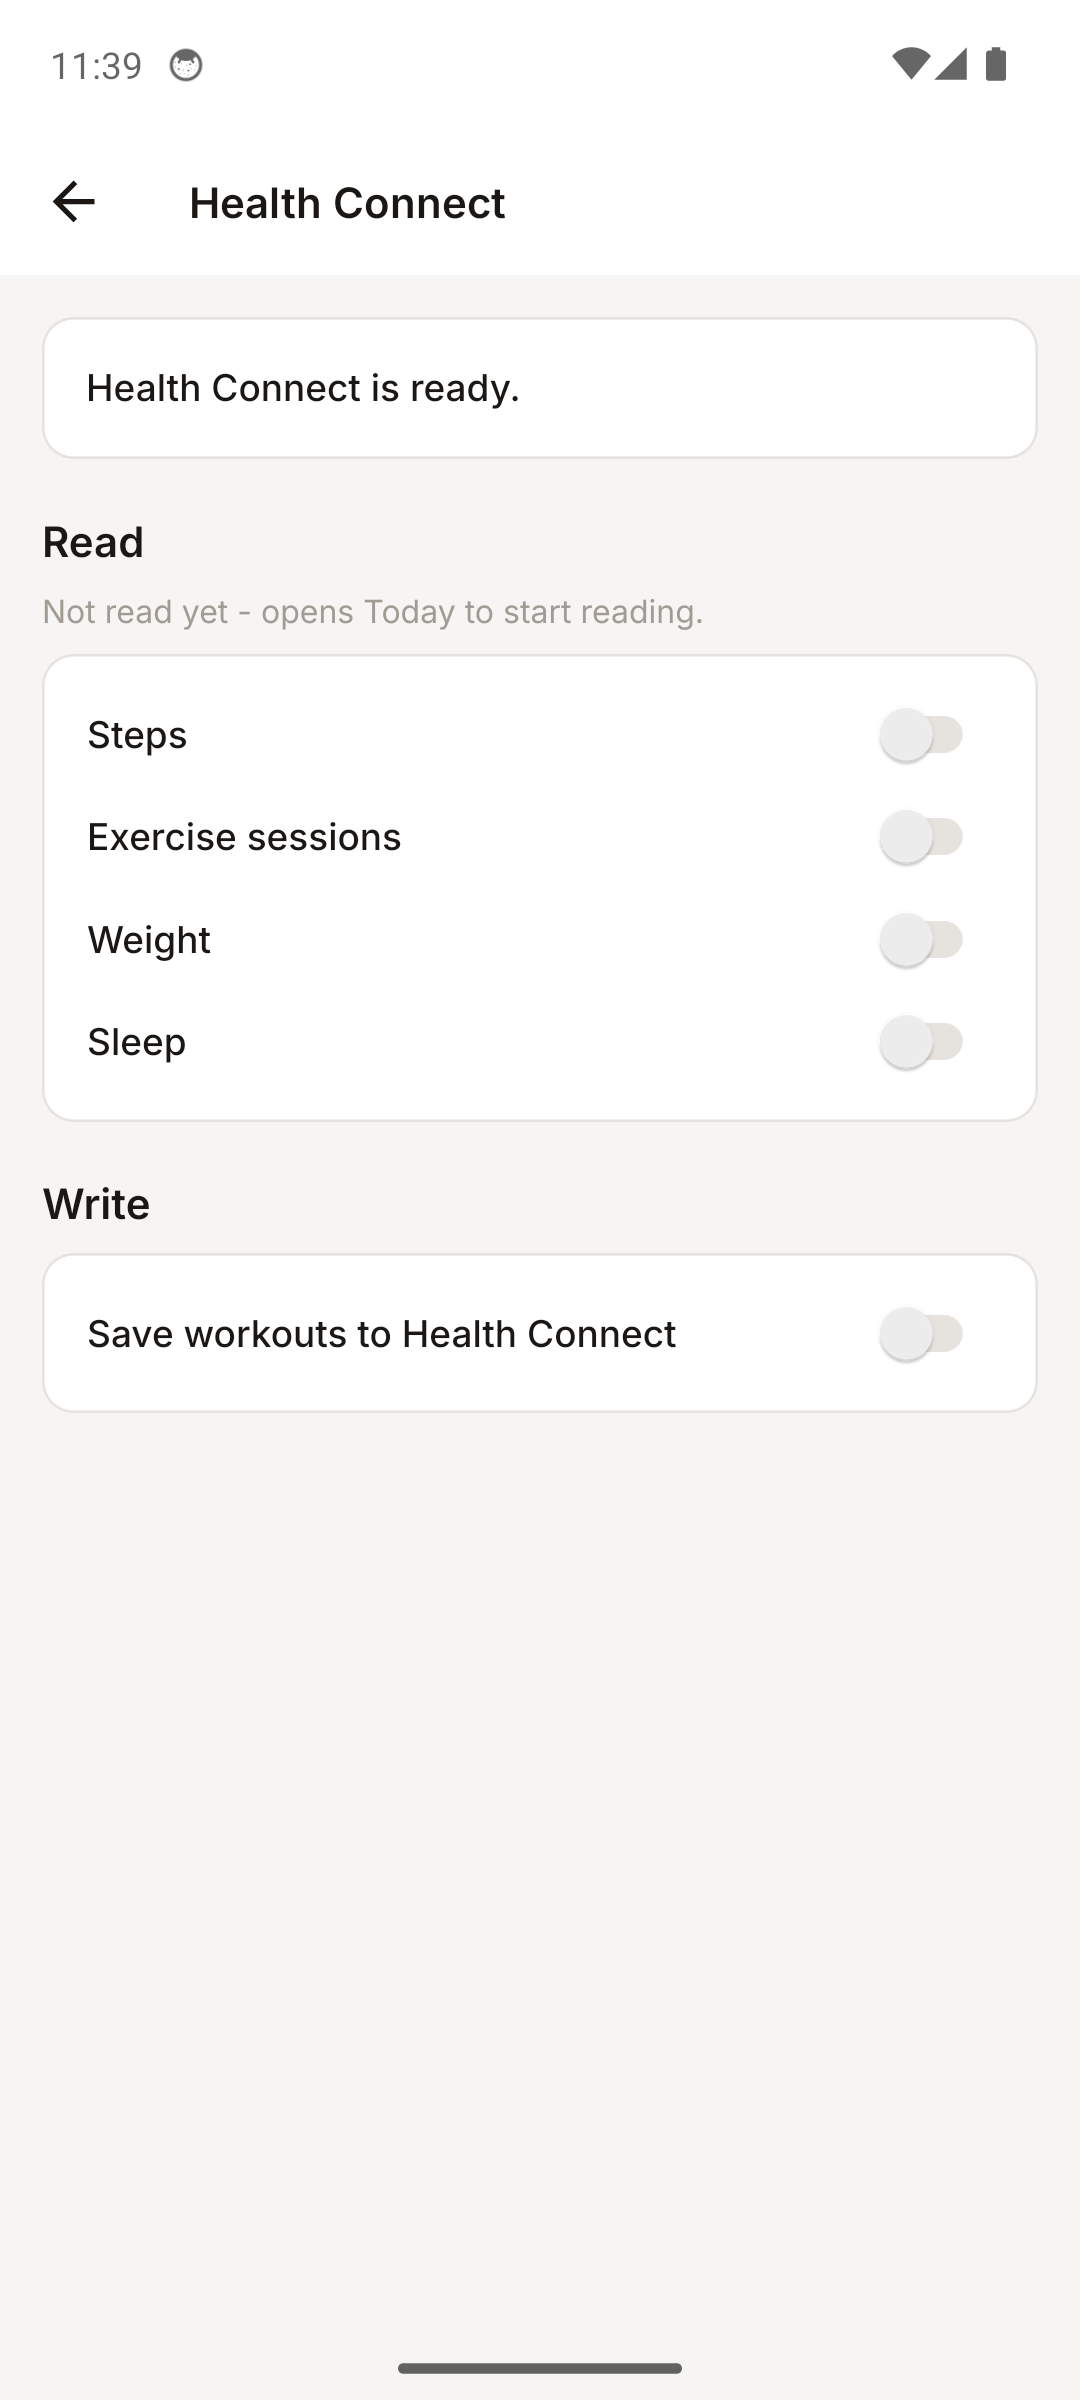 11:39
Health Connect
Health Connect is ready.
Read
Not read yet - opens Today to start reading.
Steps
Exercise sessions
Weight
Sleep
Write
Save workouts to Health Connect